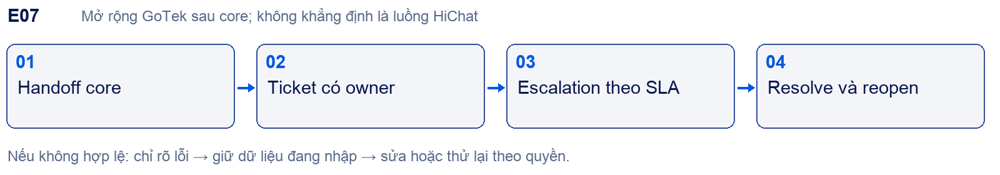 E07 Mở rộng GoTek sau core; không khẳng định là luồng HiChat
01
Handoff core
02
Ticket có owner
03
Escalation theo SLA
04
Resolve và reopen
Nếu không hợp lệ: chỉ rõ lỗi → giữ dữ liệu đang nhập → sửa hoặc thử lại theo quyền.